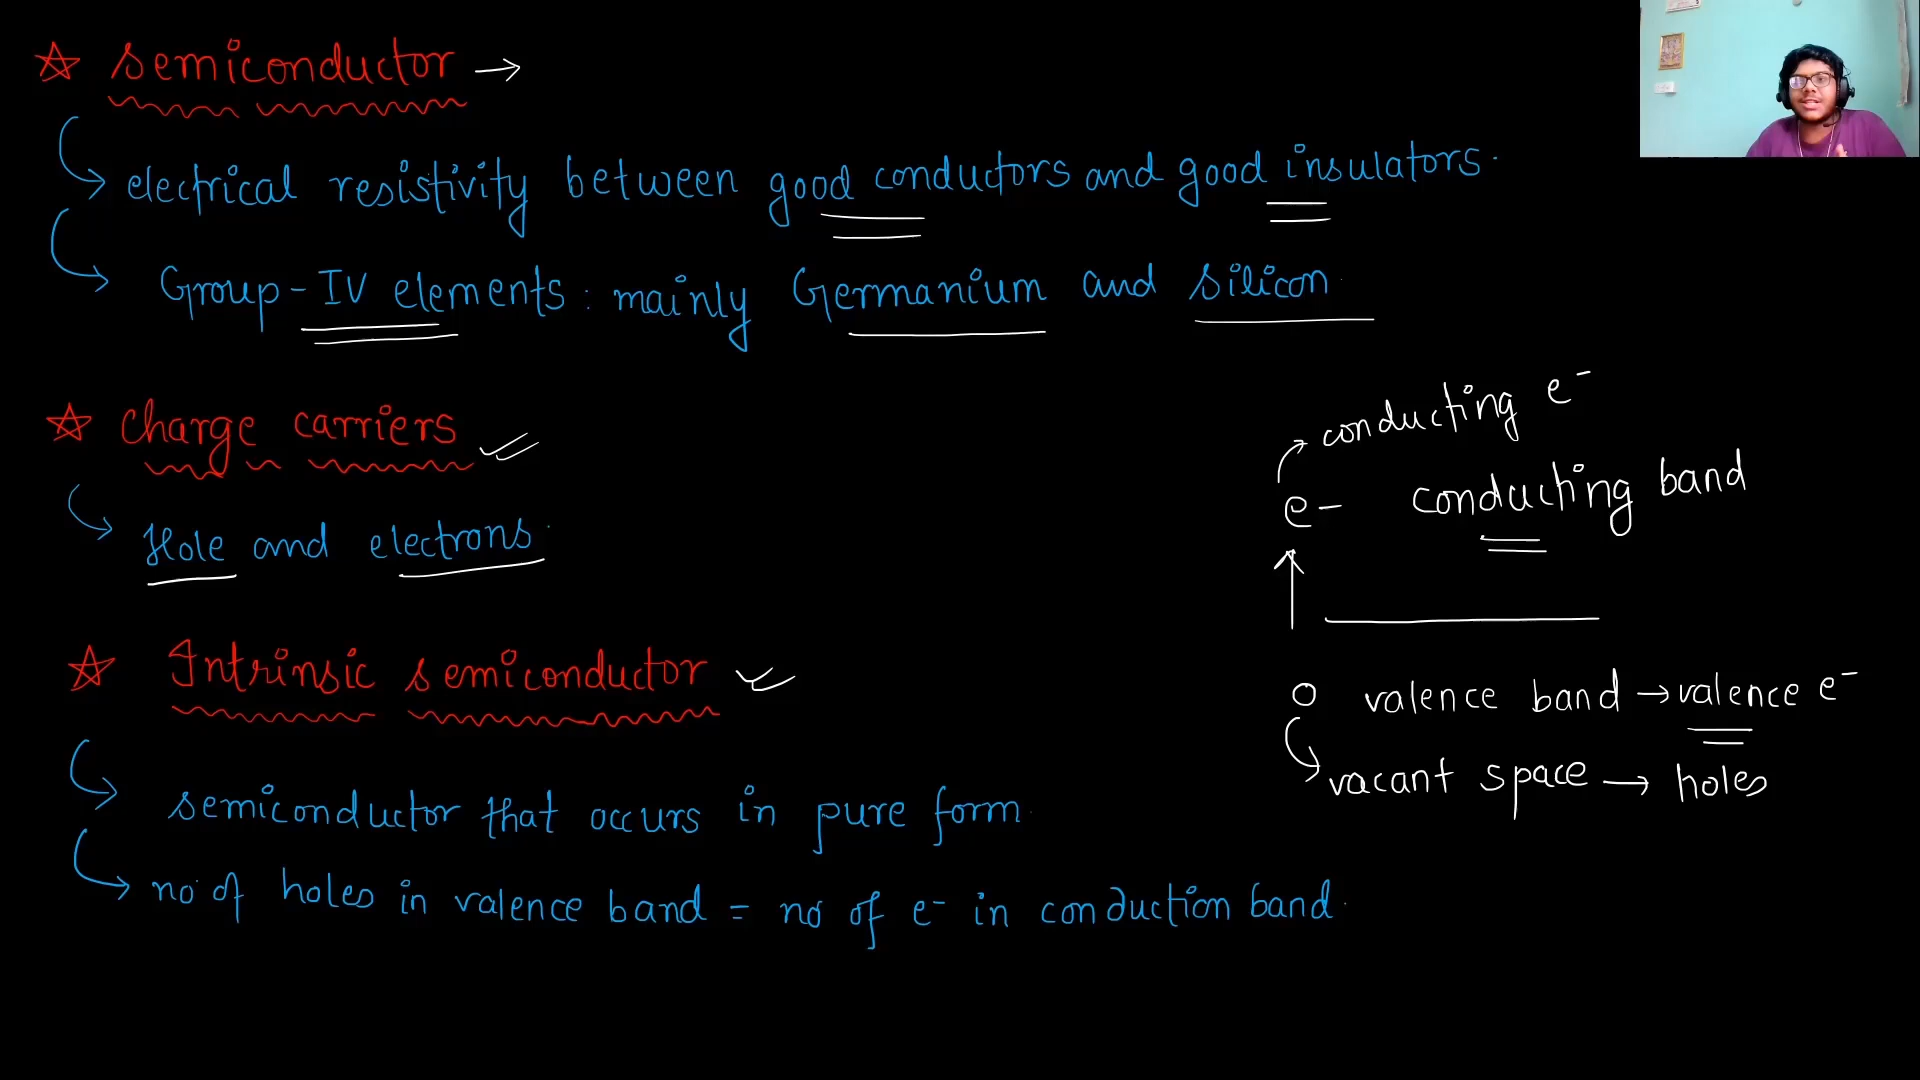 ☆ semiconductor →
electrical resistivity between good conductors and good insulators.
Group-IV elements: mainly Germanium and silicon.
☆ Charge carriers
Hole and electrons.
☆ Intrinsic semiconductor
semiconductor that occurs in pure form.
no. of holes in valence band = no. of e⁻ in conduction band.
conducting e⁻
e⁻ conducting band
valence band → valence e⁻
vacant space → holes